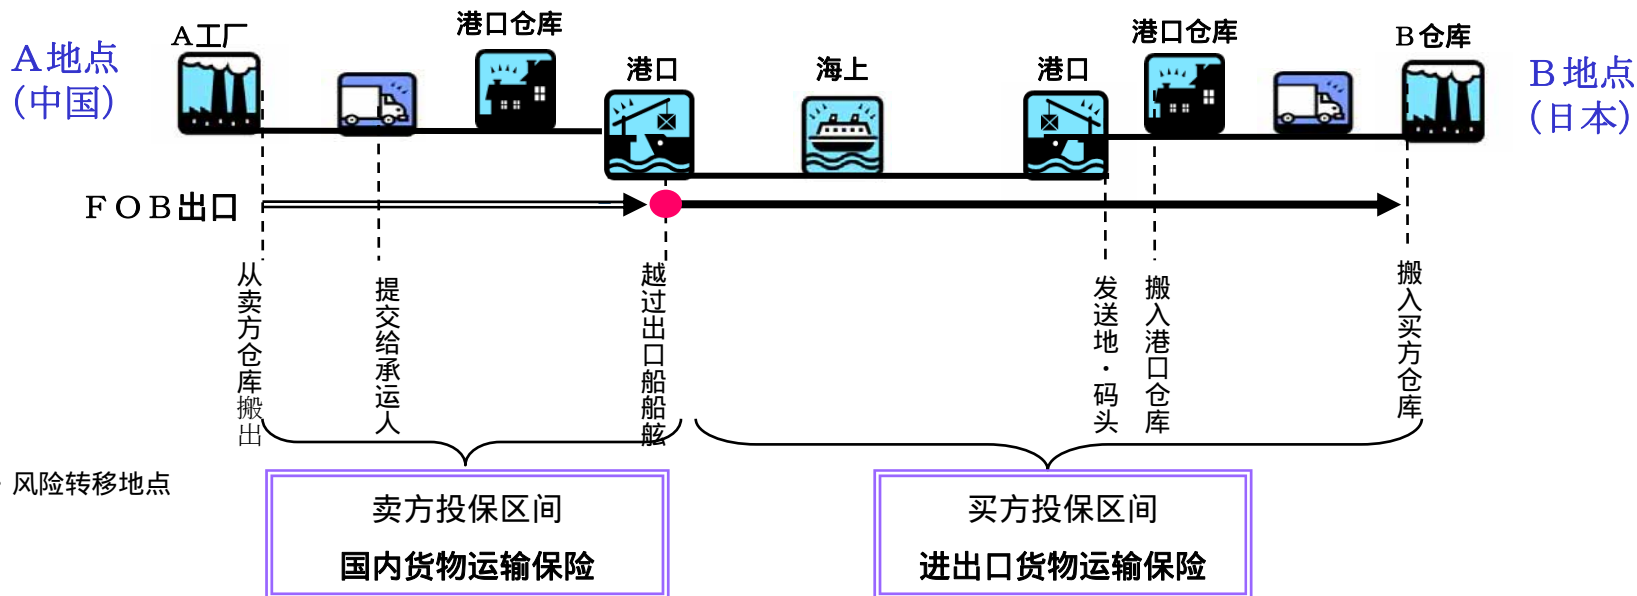 A地点
(中国)
A工厂
港口仓库
港口
海上
港口
港口仓库
B仓库
B地点
(日本)
FOB出口
从卖方仓库搬出
提交给承运人
越过出口船船舷
发送地・码头
搬入港口仓库
搬入买方仓库
风险转移地点
卖方投保区间
国内货物运输保险
买方投保区间
进出口货物运输保险